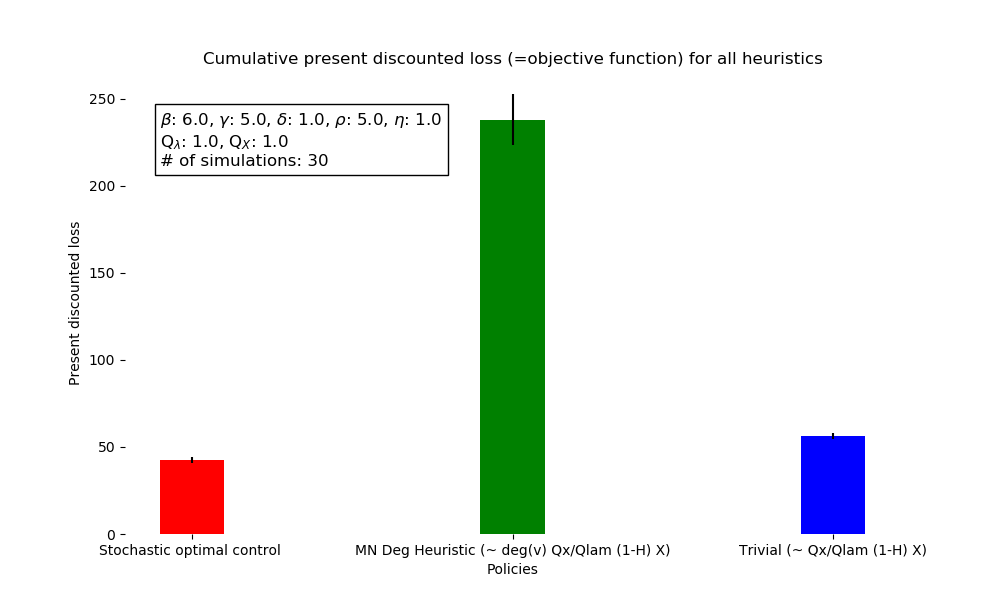 Cumulative present discounted loss (=objective function) for all heuristics
β: 6.0, γ: 5.0, δ: 1.0, ρ: 5.0, η: 1.0
Qλ: 1.0, QX: 1.0
# of simulations: 30
Present discounted loss
250
200
150
100
50
0
Stochastic optimal control
MN Deg Heuristic (~ deg(v) Qx/Qlam (1-H) X)
Trivial (~ Qx/Qlam (1-H) X)
Policies